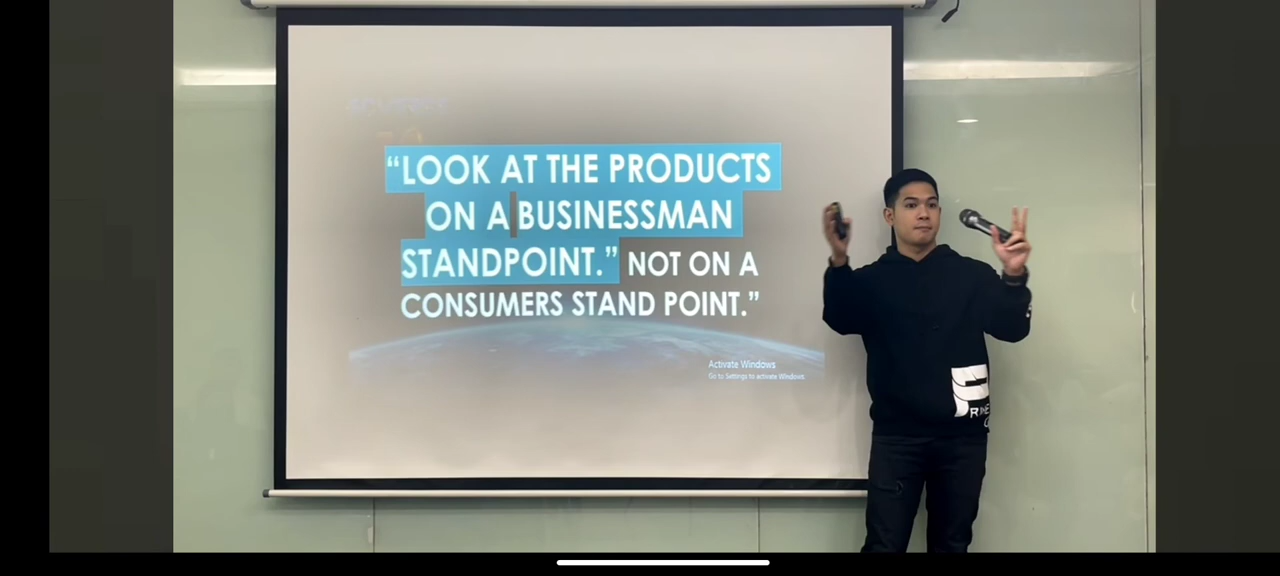 “LOOK AT THE PRODUCTS
ON A BUSINESSMAN
STANDPOINT.” NOT ON A
CONSUMERS STAND POINT.”
Activate Windows
Go to Settings to activate Windows.